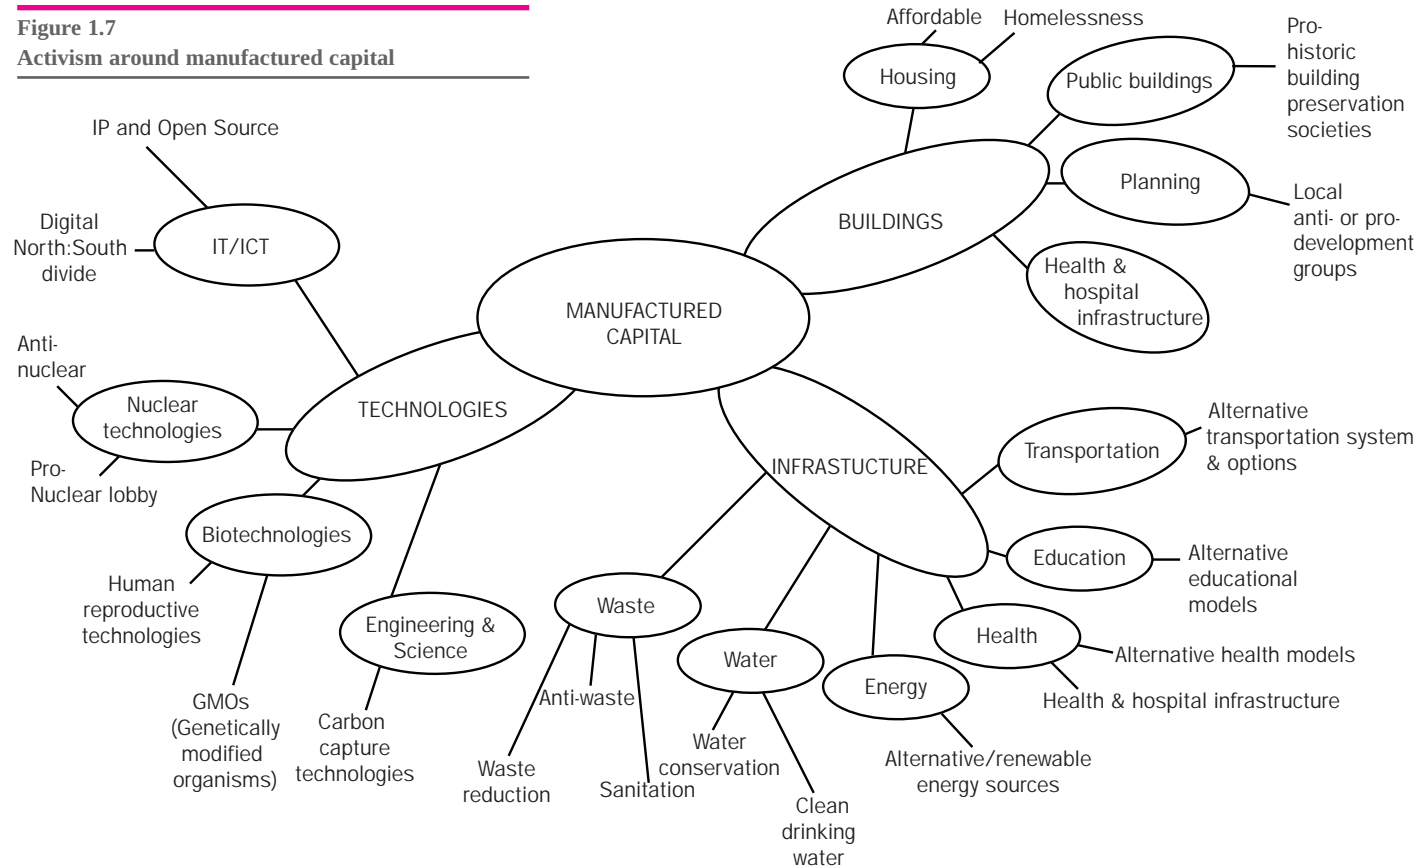 Figure 1.7
Activism around manufactured capital
Affordable
Homelessness
Housing
Public buildings
Pro-
historic
building
preservation
societies
Planning
Local
anti- or pro-
development
groups
BUILDINGS
Health &
hospital
infrastructure
IP and Open Source
Digital
North:South
divide
IT/ICT
MANUFACTURED
CAPITAL
Anti-
nuclear
Nuclear
technologies
Pro-
Nuclear lobby
TECHNOLOGIES
Biotechnologies
Human
reproductive
technologies
GMOs
(Genetically
modified
organisms)
Engineering &
Science
Carbon
capture
technologies
INFRASTUCTURE
Transportation
Alternative
transportation system
& options
Education
Alternative
educational
models
Health
Alternative health models
Health & hospital infrastructure
Energy
Alternative/renewable
energy sources
Water
Water
conservation
Clean
drinking
water
Waste
Anti-waste
Waste
reduction
Sanitation